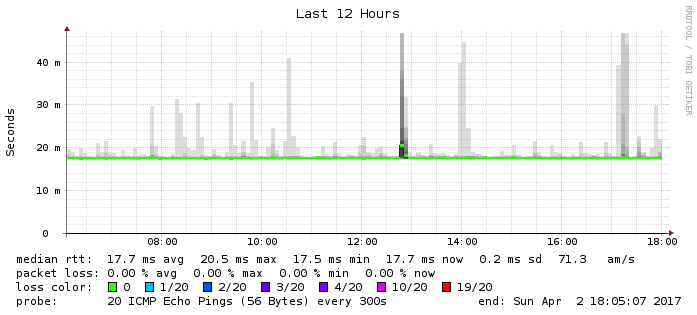 Last 12 Hours
RRDTOOL / TOBI OETIKER
Seconds
40 m
30 m
20 m
10 m
0
08:00 10:00 12:00 14:00 16:00 18:00
median rtt: 17.7 ms avg 20.5 ms max 17.5 ms min 17.7 ms now 0.2 ms sd 71.3 am/s
packet loss: 0.00 % avg 0.00 % max 0.00 % min 0.00 % now
loss color: 0 1/20 2/20 3/20 4/20 10/20 19/20
probe: 20 ICMP Echo Pings (56 Bytes) every 300s end: Sun Apr 2 18:05:07 2017